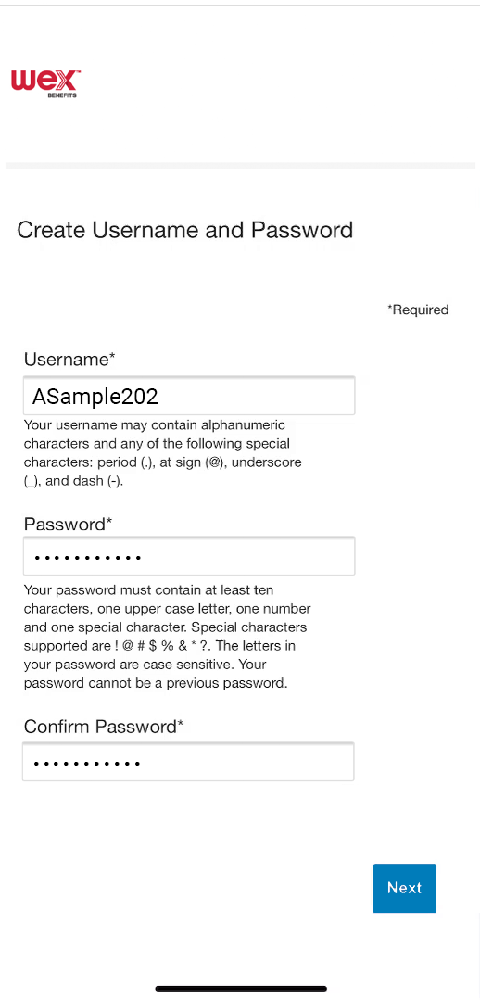 wex™
BENEFITS
Create Username and Password
*Required
Username*
ASample202
Your username may contain alphanumeric
characters and any of the following special
characters: period (.), at sign (@), underscore
(_), and dash (-).
Password*
•••••••••••
Your password must contain at least ten
characters, one upper case letter, one number
and one special character. Special characters
supported are ! @ # $ % & * ?. The letters in
your password are case sensitive. Your
password cannot be a previous password.
Confirm Password*
•••••••••••
Next